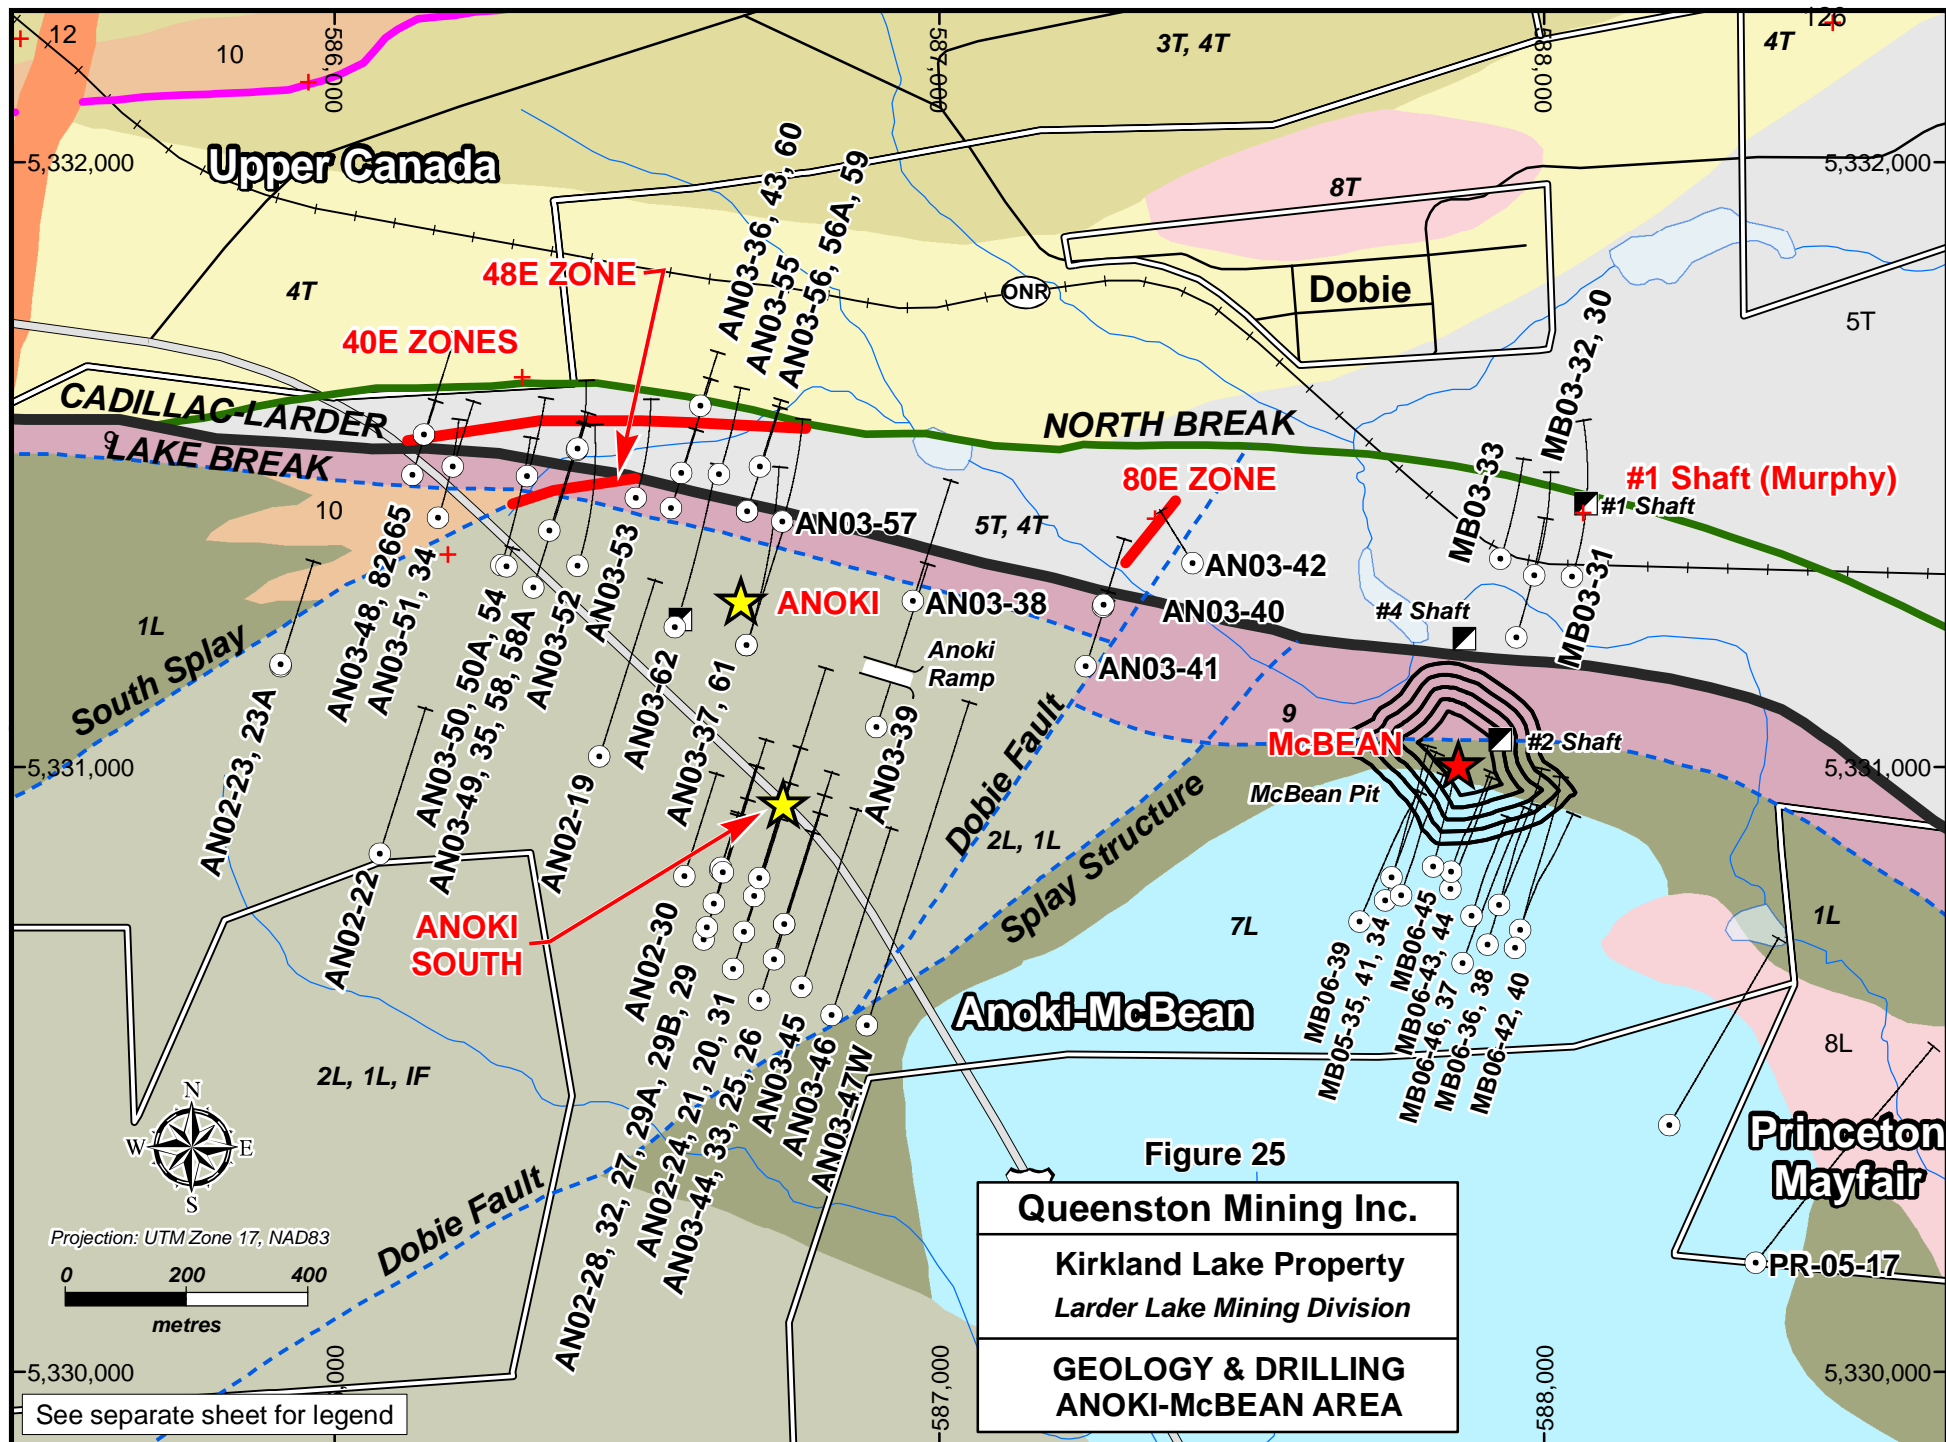 12
10
586,000
587,000
588,000
3T, 4T
126
4T
5,332,000
Upper Canada
5,332,000
8T
4T
48E ZONE
40E ZONES
AN03-36, 43, 60
AN03-55
AN03-56, 56A, 59
ONR
Dobie
5T
MB03-32, 30
MB03-33
CADILLAC-LARDER
LAKE BREAK
9
NORTH BREAK
80E ZONE
#1 Shaft (Murphy)
#1 Shaft
10
AN03-57
5T, 4T
AN03-42
AN03-38
AN03-40
AN03-41
#4 Shaft
MB03-31
1L
South Splay
AN02-23, 23A
AN03-48, 82665
AN03-51, 34
AN03-50, 50A, 54
AN03-49, 35, 58, 58A
AN03-52
AN03-53
ANOKI
Anoki
Ramp
AN03-62
AN03-37, 61
AN03-39
AN02-19
AN02-22
9
McBEAN
#2 Shaft
McBean Pit
5,331,000
5,331,000
Dobie Fault
2L, 1L
Splay Structure
ANOKI
SOUTH
7L
1L
AN02-30
AN02-28, 32, 27, 29A, 29B, 29
AN02-24, 21, 20, 31
AN03-44, 33, 25, 26
AN03-45
AN03-46
AN03-47W
Anoki-McBean
MB06-39
MB05-35, 41, 34
MB06-45
MB06-43, 44
MB06-46, 37
MB06-36, 38
MB06-42, 40
8L
2L, 1L, IF
N
W
E
S
Princeton
Mayfair
Dobie Fault
PR-05-17
Projection: UTM Zone 17, NAD83
0 200 400
metres
Figure 25
Queenston Mining Inc.
Kirkland Lake Property
Larder Lake Mining Division
GEOLOGY & DRILLING
ANOKI-McBEAN AREA
5,330,000
5,330,000
587,000
588,000
See separate sheet for legend